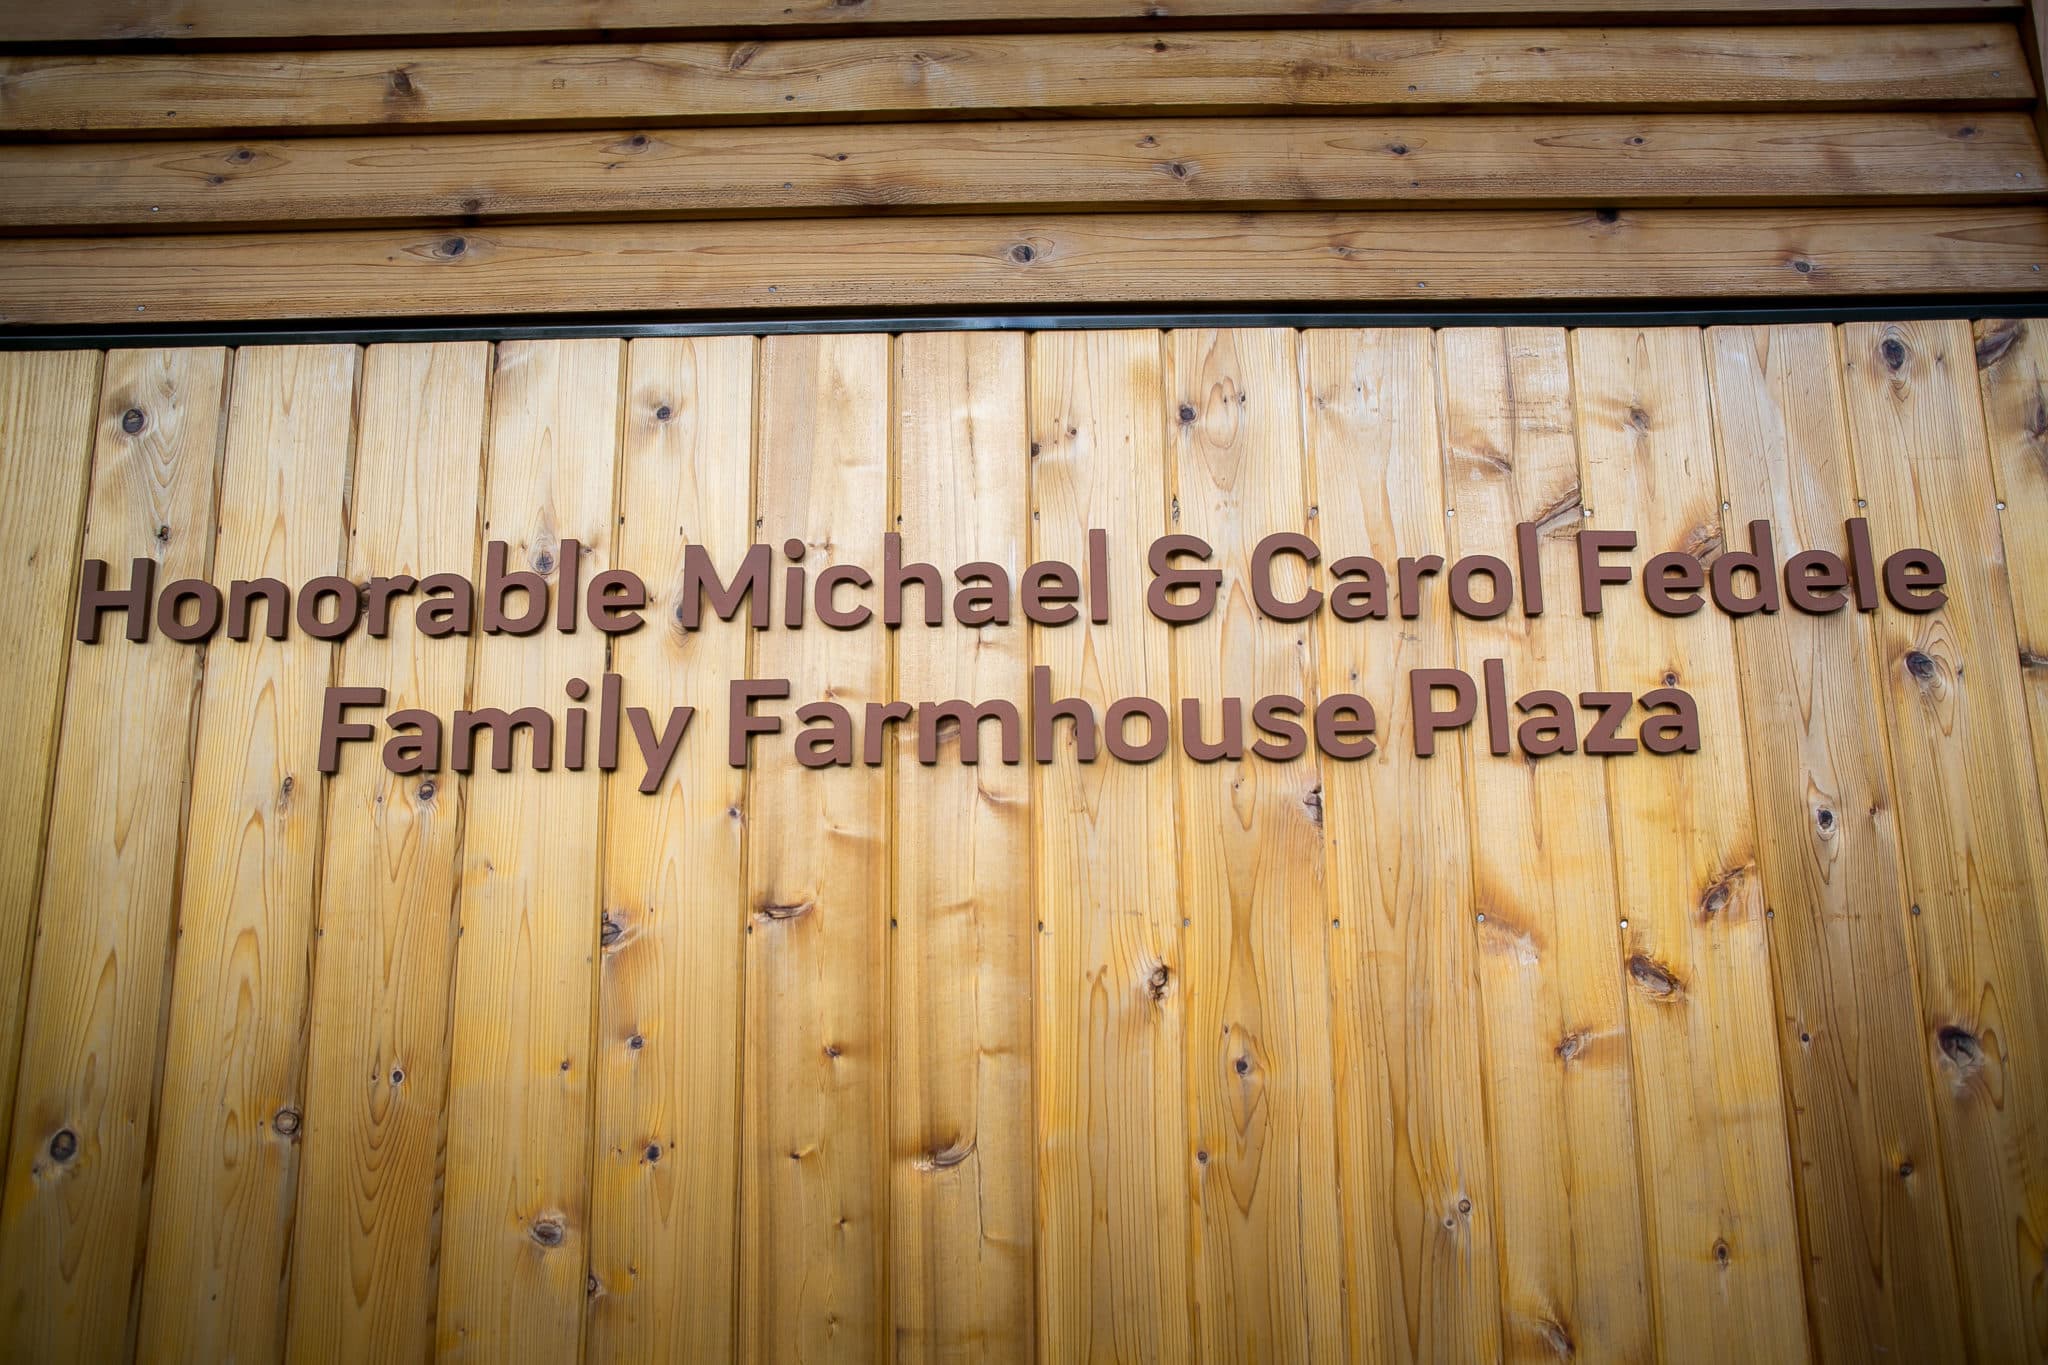 Honorable Michael & Carol Fedele
Family Farmhouse Plaza